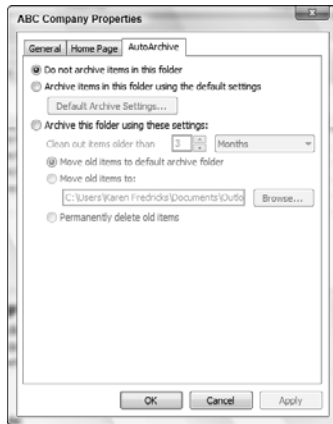 ABC Company Properties
General Home Page AutoArchive
Do not archive items in this folder
Archive items in this folder using the default settings
Default Archive Settings...
Archive this folder using these settings:
Clean out items older than 3 Months
Move old items to default archive folder
Move old items to:
C:\Users\Karen Fredricks\Documents\Outlo Browse...
Permanently delete old items
OK Cancel Apply